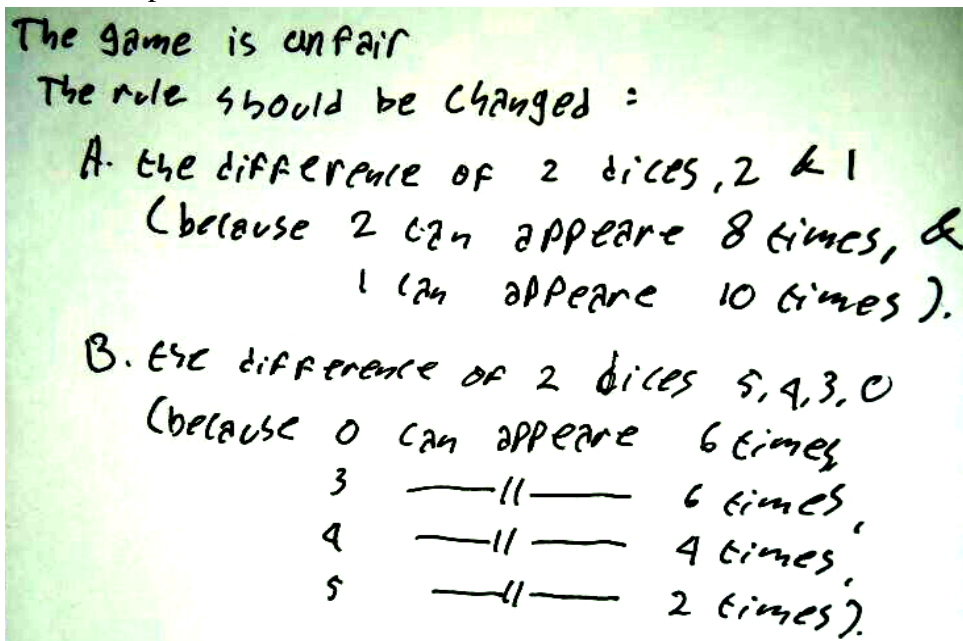 The game is unfair
The rule should be changed :
A. the difference of 2 dices, 2 & 1
(because 2 can appeare 8 times, &
1 can appeare 10 times).
B. the difference of 2 dices 5, 4, 3, 0
(because 0 can appeare 6 times,
3 —— 〃 —— 6 times,
4 —— 〃 —— 4 times,
5 —— 〃 —— 2 times).